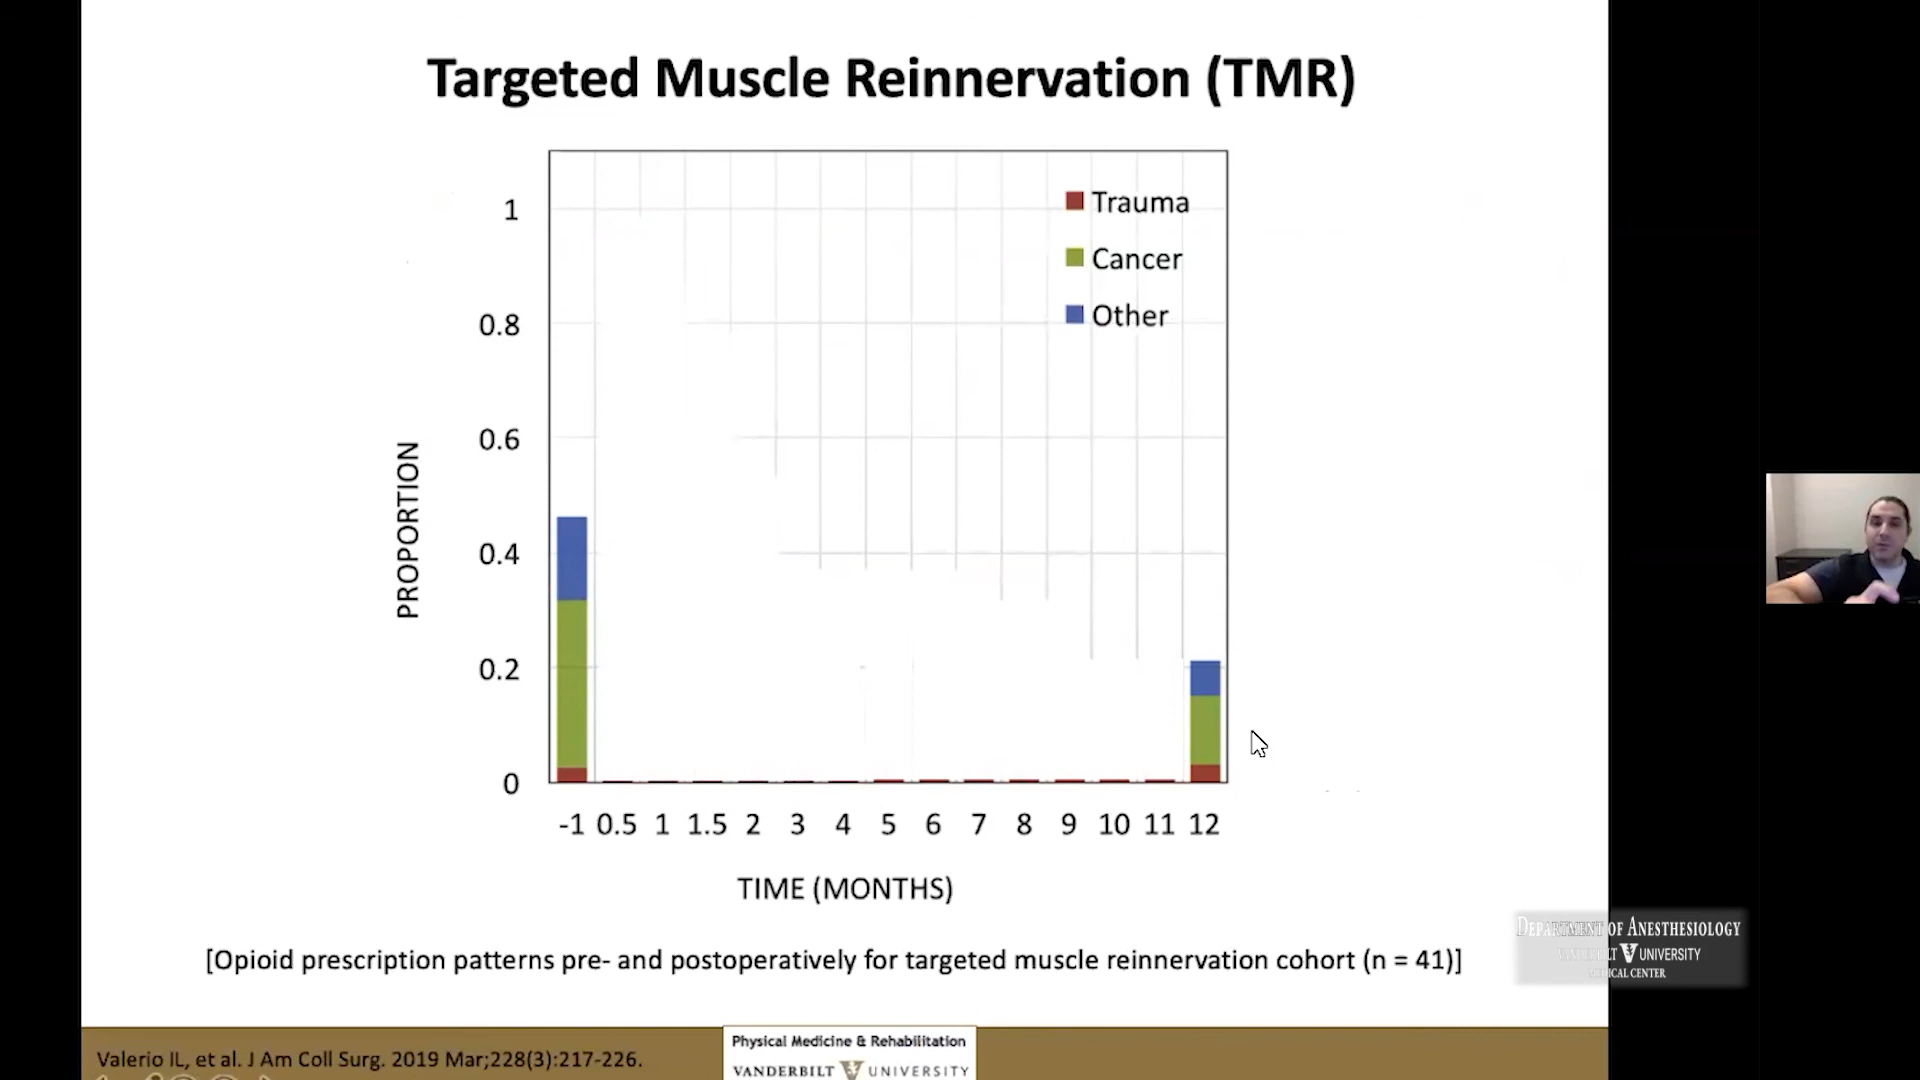 Targeted Muscle Reinnervation (TMR)
Trauma
Cancer
Other
1
0.8
0.6
0.4
0.2
0
PROPORTION
-1 0.5 1 1.5 2 3 4 5 6 7 8 9 10 11 12
TIME (MONTHS)
[Opioid prescription patterns pre- and postoperatively for targeted muscle reinnervation cohort (n = 41)]
DEPARTMENT OF ANESTHESIOLOGY
VANDERBILT UNIVERSITY
MEDICAL CENTER
Valerio IL, et al. J Am Coll Surg. 2019 Mar;228(3):217-226.
Physical Medicine & Rehabilitation
VANDERBILT UNIVERSITY